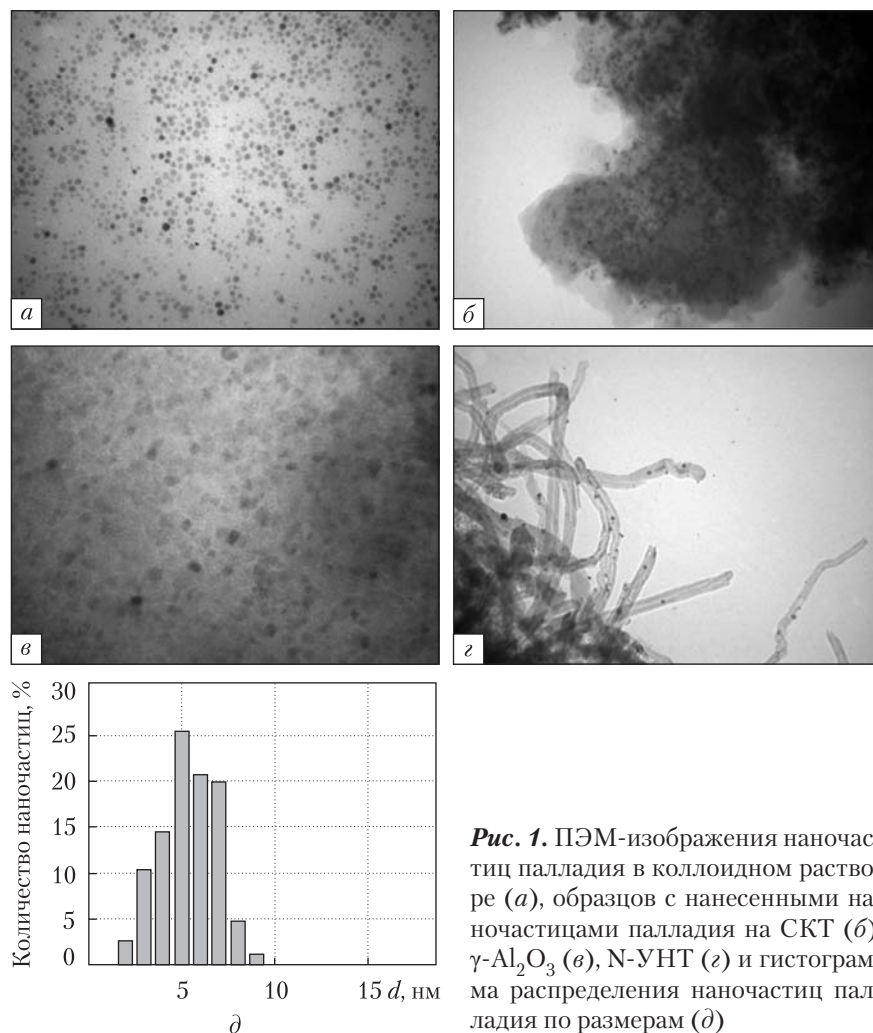 а
б
в
г
Количество наночастиц, %
30
25
20
15
10
5
0
5
10
15 d, нм
д
Рис. 1. ПЭМ-изображения наночас
тиц палладия в коллоидном раство
ре (а), образцов с нанесенными на
ночастицами палладия на СКТ (б)
γ-Al₂O₃ (в), N-УНТ (г) и гистограм
ма распределения наночастиц пал
ладия по размерам (д)